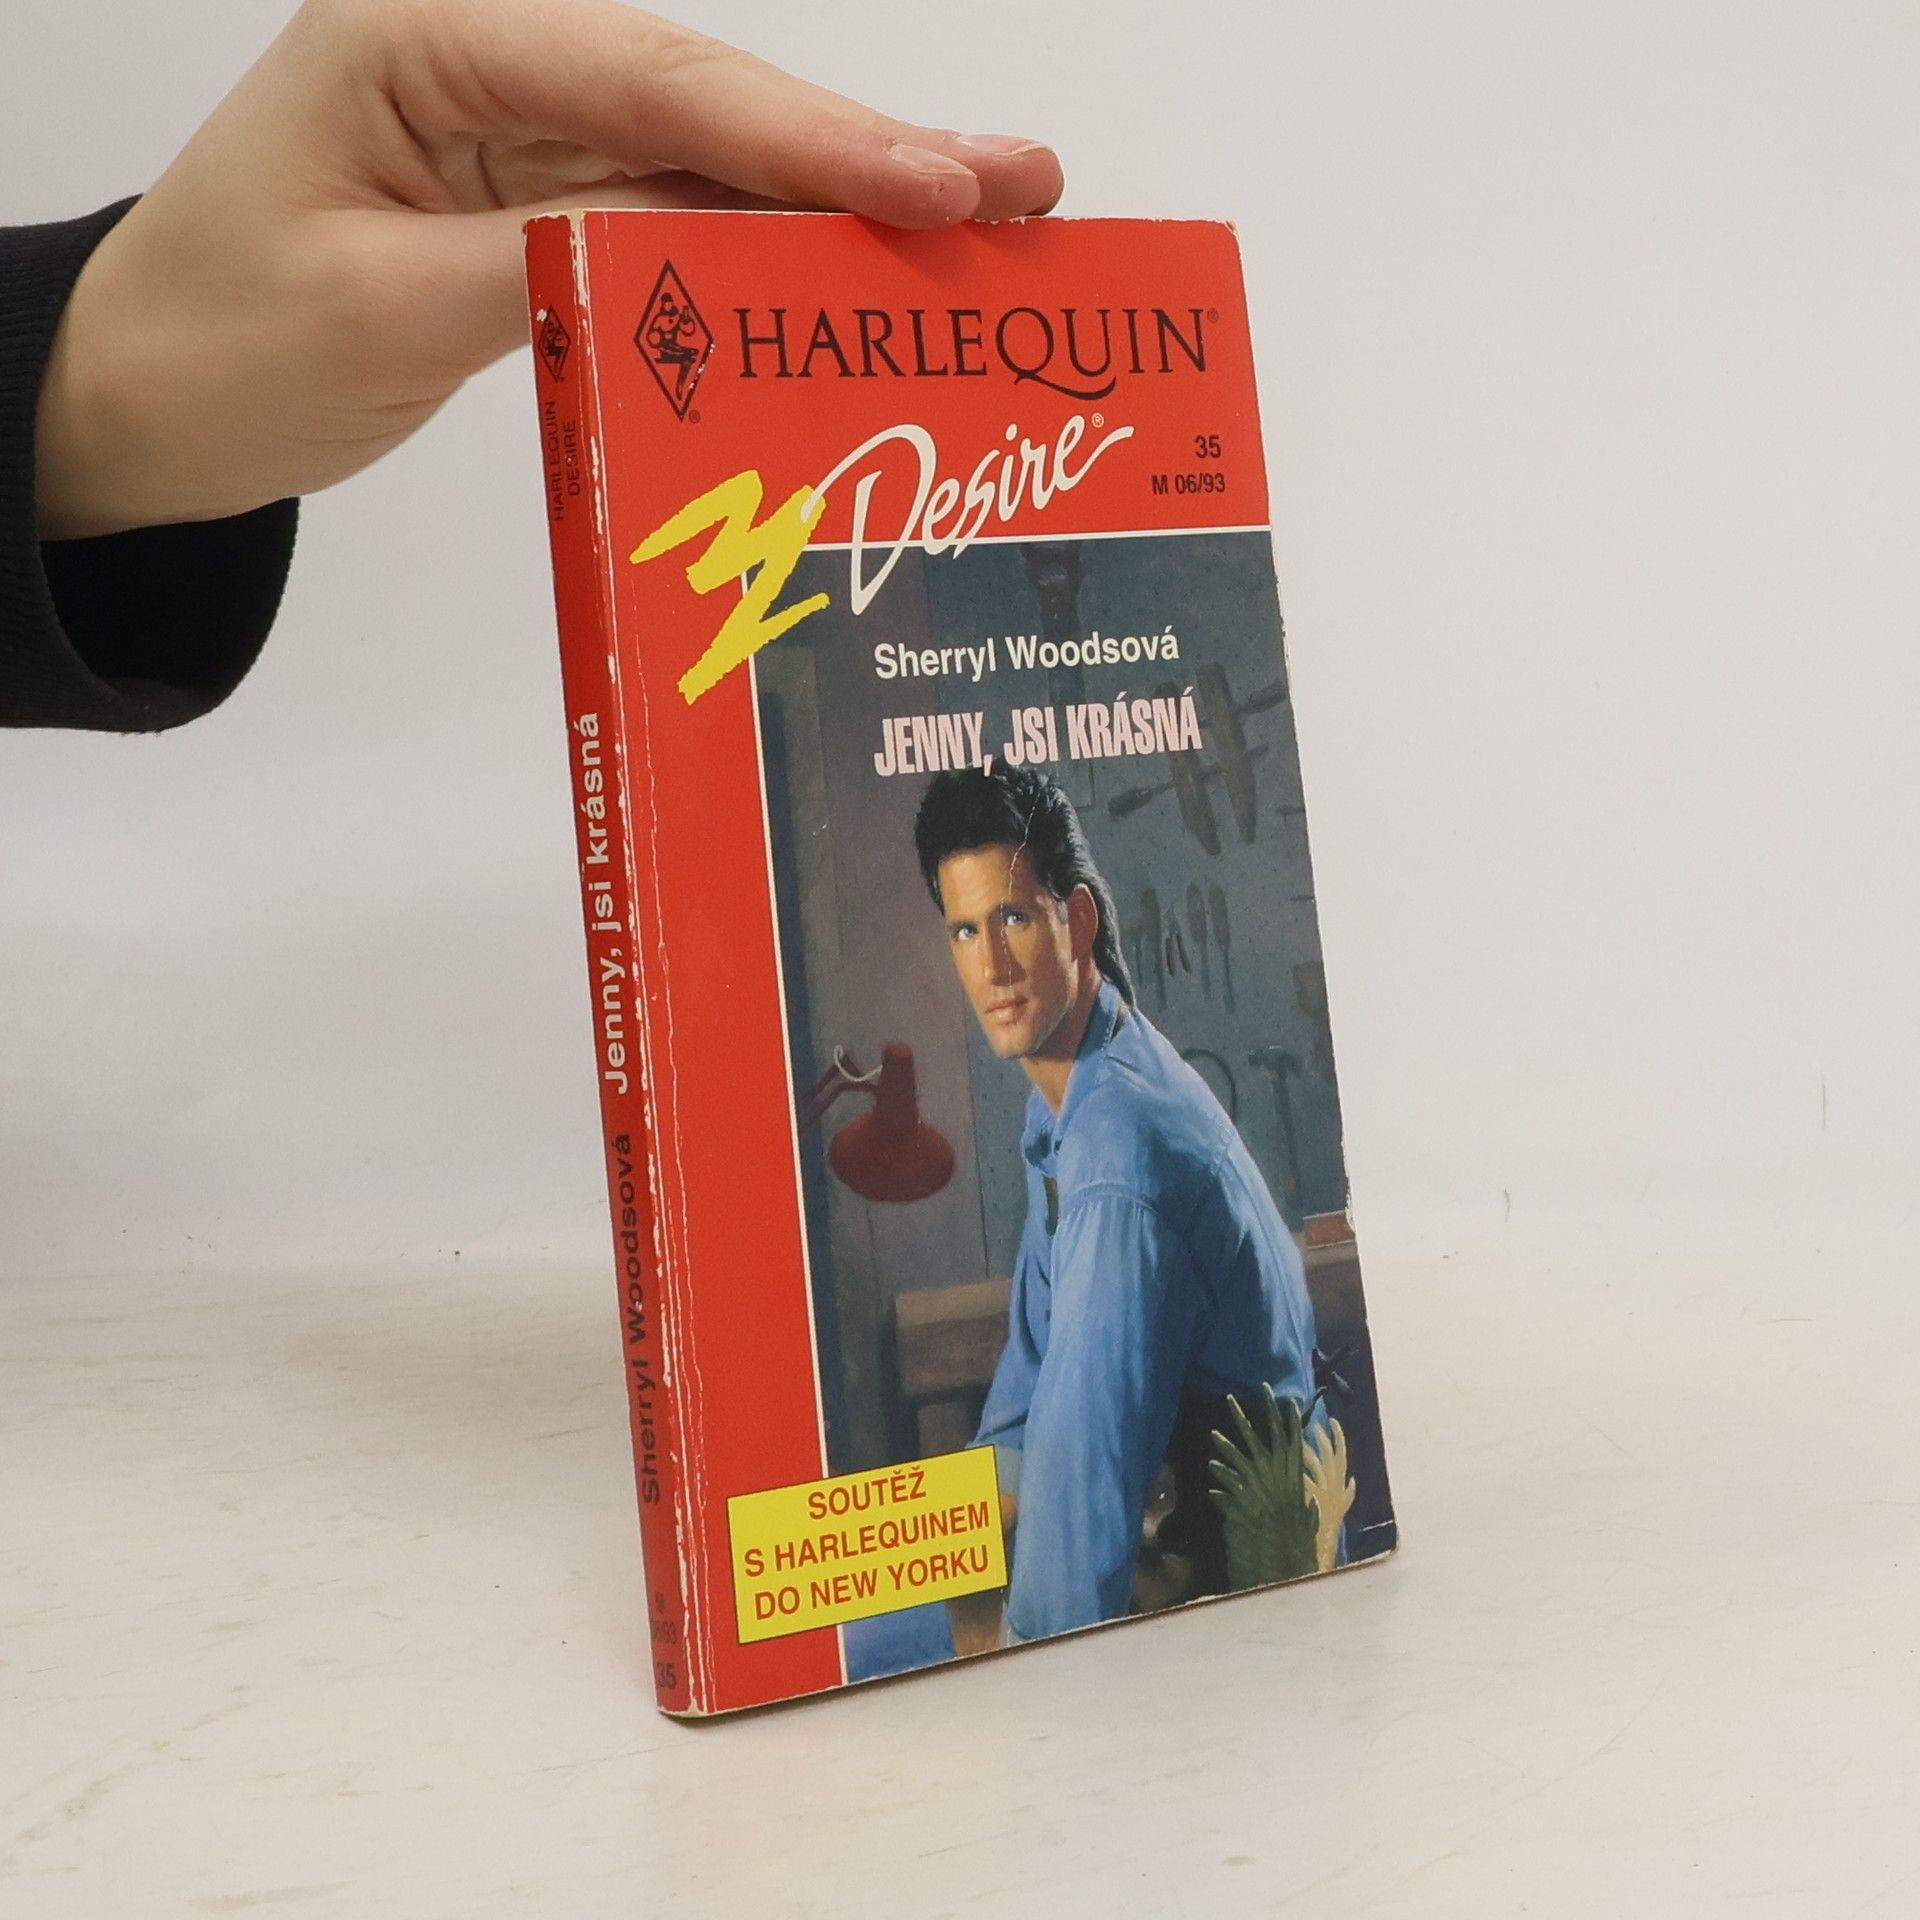 HARLEQUIN®
Desire®
35
M 06/93
Sherryl Woodsová
JENNY, JSI KRÁSNÁ
SOUTĚŽ
S HARLEQUINEM
DO NEW YORKU
HARLEQUIN
DESIRE
Jenny, jsi krásná
Sherryl Woodsová
35